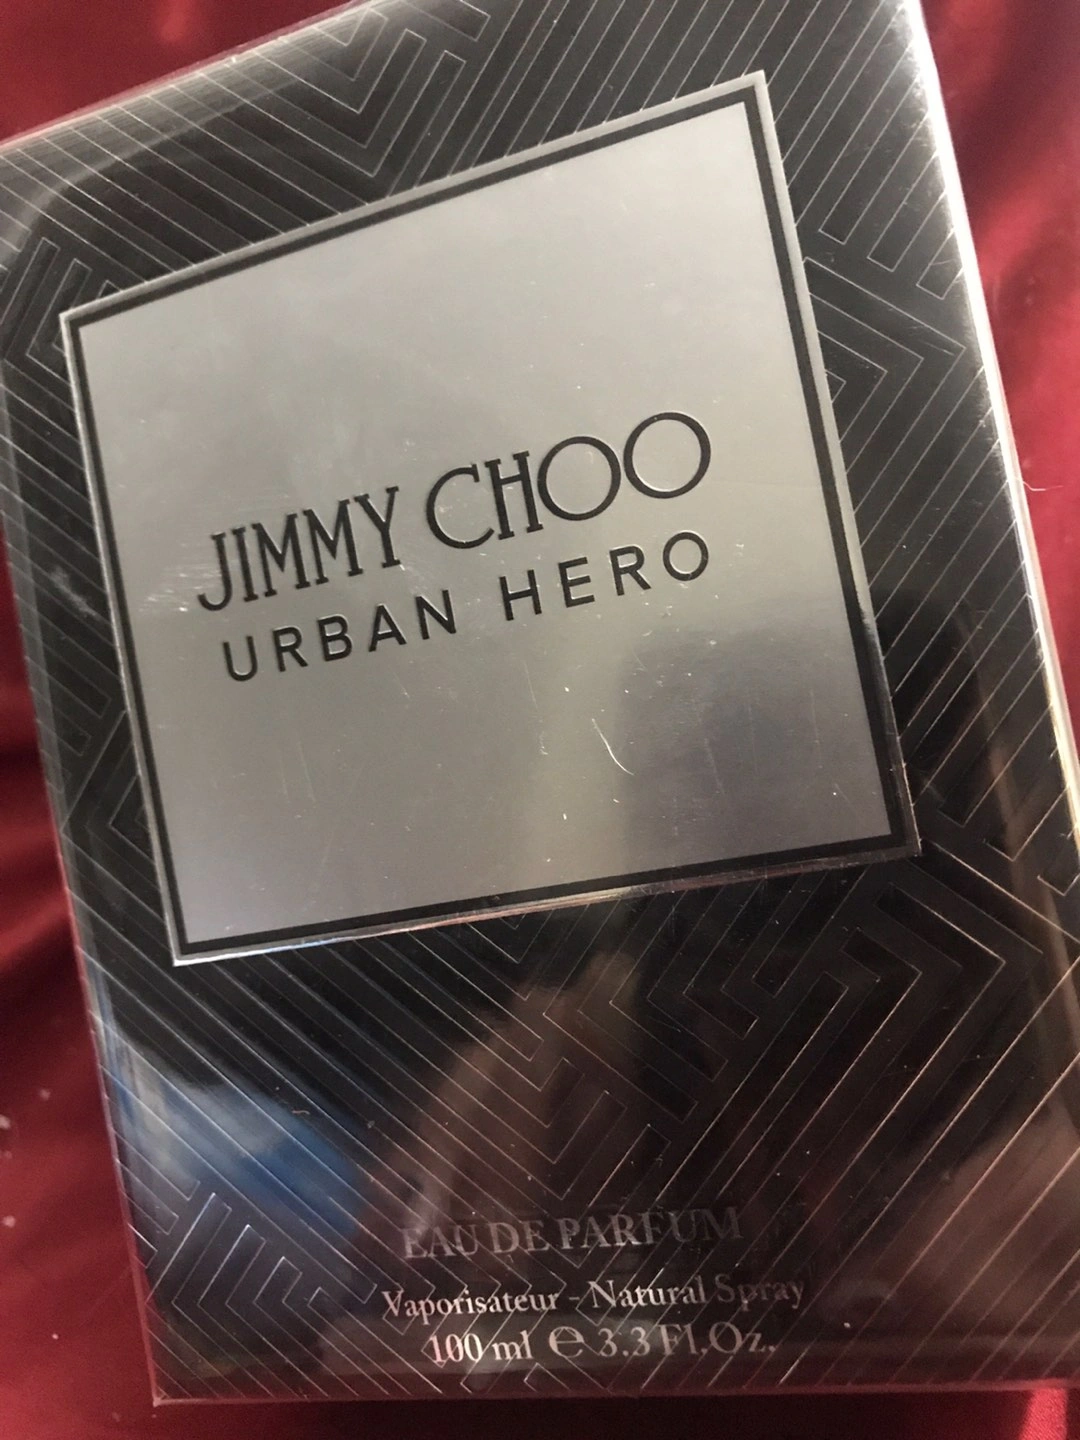 JIMMY CHOO
URBAN HERO
EAU DE PARFUM
Vaporisateur - Natural Spray
100 ml ℮ 3.3 Fl.Oz.